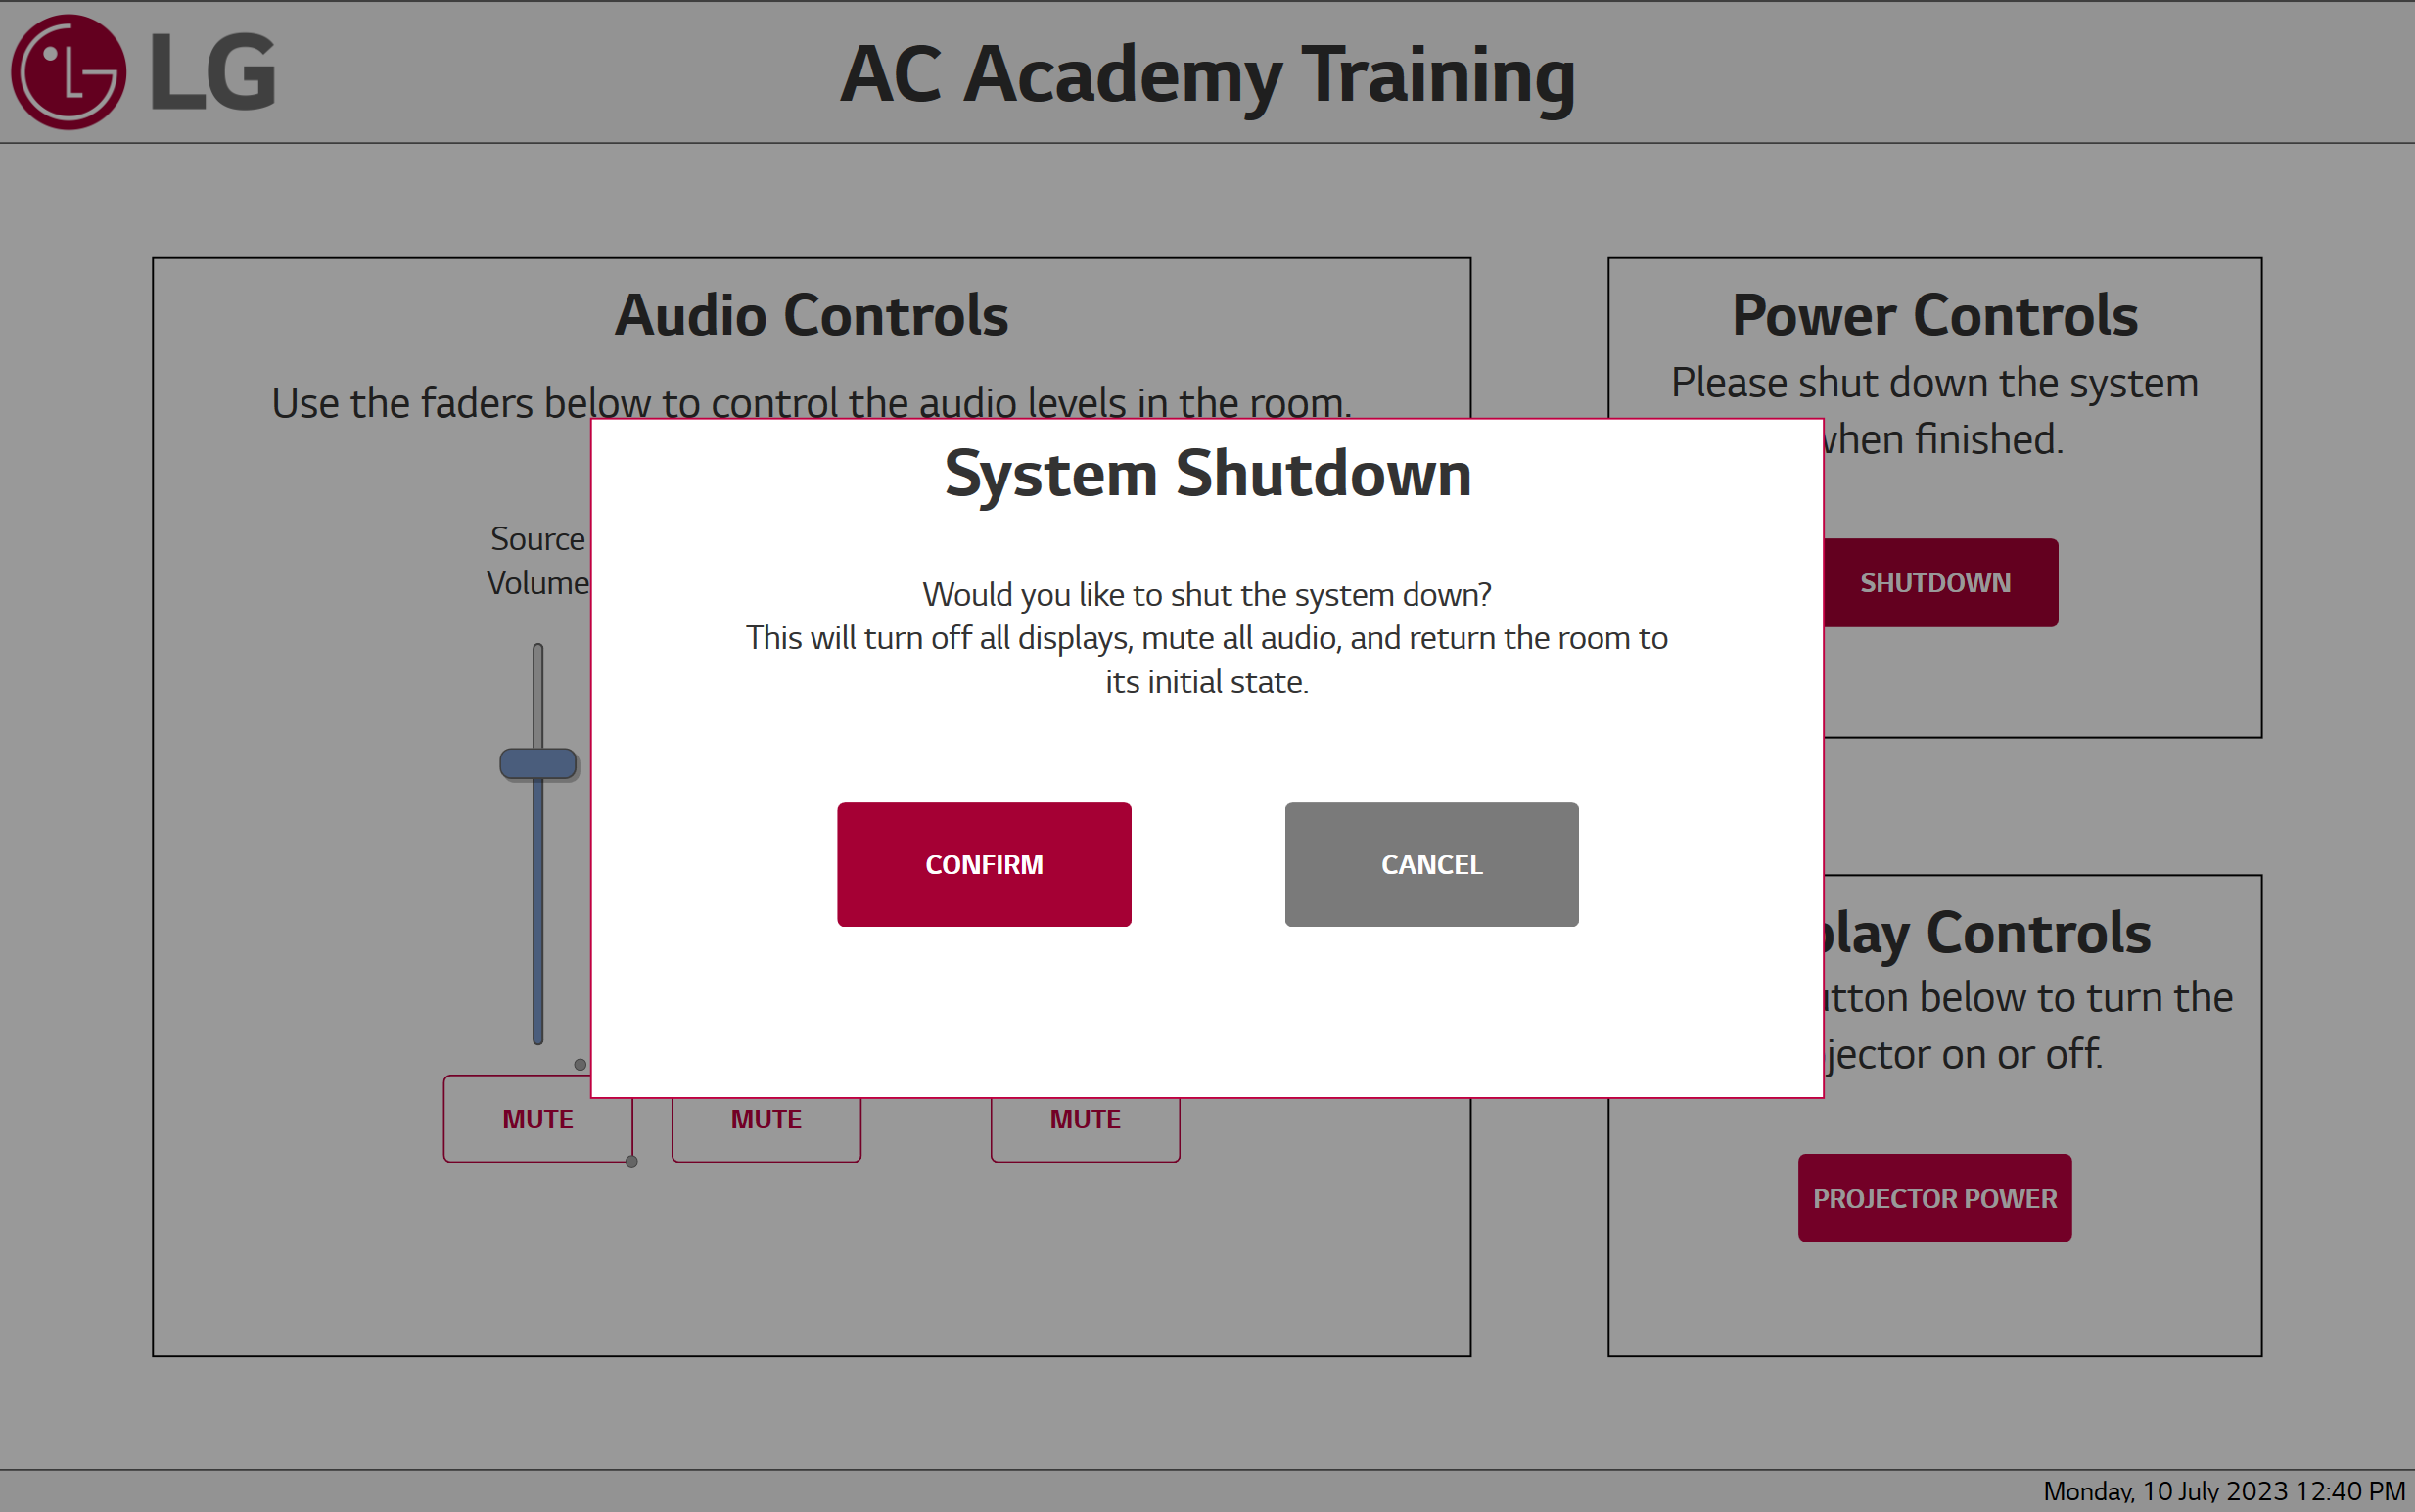 LG
AC Academy Training
Audio Controls
Use the faders below to control the audio levels in the room.
Source
Volume
MUTE
MUTE
MUTE
Power Controls
Please shut down the system
when finished.
SHUTDOWN
System Shutdown
Would you like to shut the system down?
This will turn off all displays, mute all audio, and return the room to
its initial state.
CONFIRM
CANCEL
Controls
below to turn the
on or off.
PROJECTOR POWER
Monday, 10 July 2023 12:40 PM